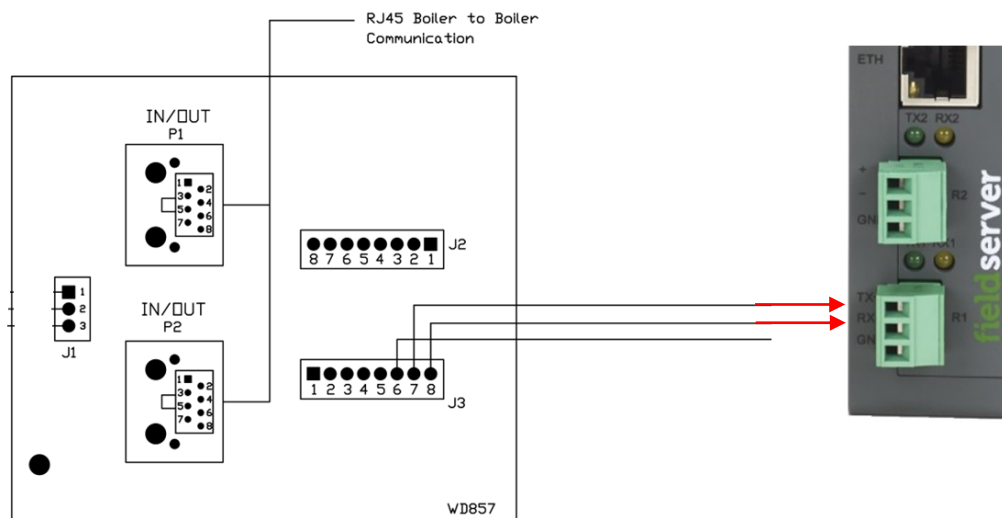 RJ45 Boiler to Boiler
Communication
IN/OUT
P1
1
2
3
4
5
6
7
8
J2
8 7 6 5 4 3 2 1
1
2
3
J1
IN/OUT
P2
1
2
3
4
5
6
7
8
1 2 3 4 5 6 7 8
J3
WD857
ETH
TX2 RX2
+
-
GN
R2
RX1
TX
RX
GN
R1
fieldserver